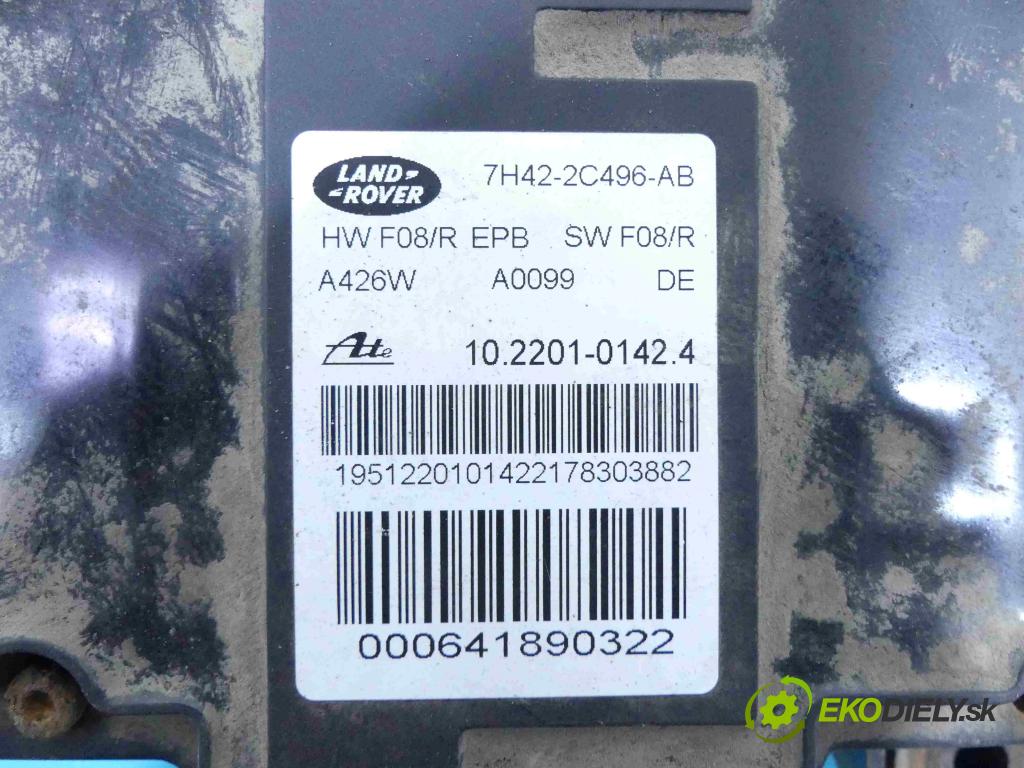 LAND-
-ROVER
7H42-2C496-AB
HW F08/R EPB SW F08/R
A426W A0099 DE
Ate 10.2201-0142.4
1951220101422178303882
000641890322
EKODIELY.sk